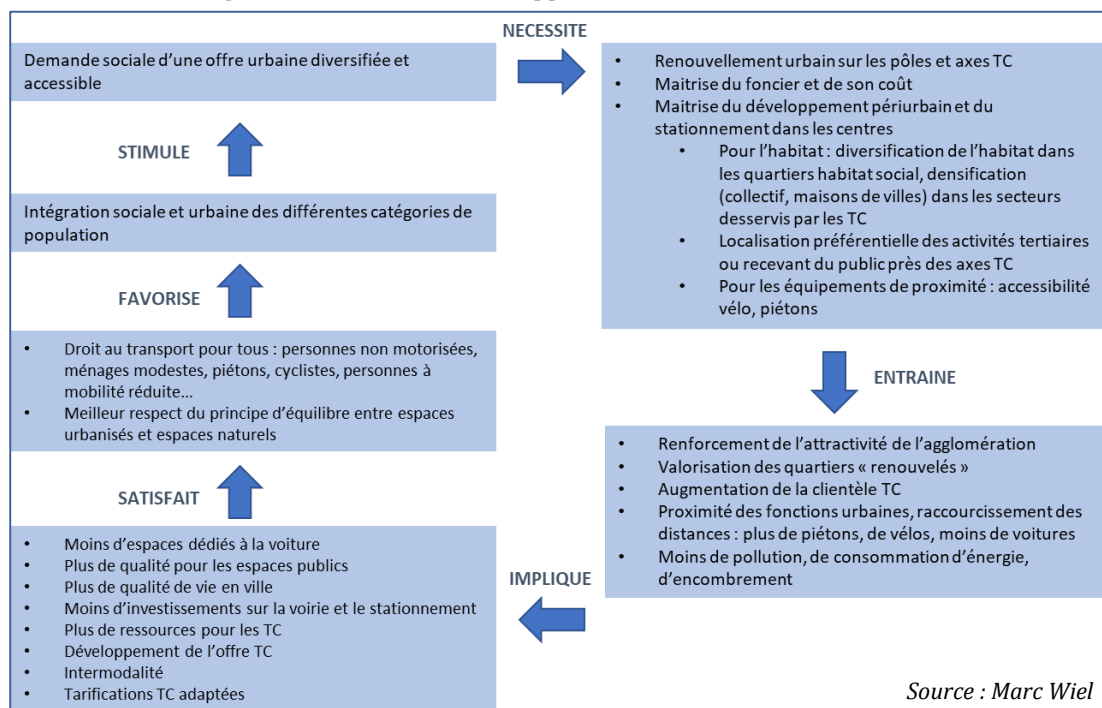 NECESSITE
Demande sociale d'une offre urbaine diversifiée et
accessible
• Renouvellement urbain sur les pôles et axes TC
• Maitrise du foncier et de son coût
• Maitrise du développement périurbain et du
stationnement dans les centres
• Pour l'habitat : diversification de l'habitat dans
les quartiers habitat social, densification
(collectif, maisons de villes) dans les secteurs
desservis par les TC
• Localisation préférentielle des activités tertiaires
ou recevant du public près des axes TC
• Pour les équipements de proximité : accessibilité
vélo, piétons
STIMULE
Intégration sociale et urbaine des différentes catégories de
population
FAVORISE
• Droit au transport pour tous : personnes non motorisées,
ménages modestes, piétons, cyclistes, personnes à
mobilité réduite...
• Meilleur respect du principe d'équilibre entre espaces
urbanisés et espaces naturels
ENTRAINE
• Renforcement de l'attractivité de l'agglomération
• Valorisation des quartiers « renouvelés »
• Augmentation de la clientèle TC
• Proximité des fonctions urbaines, raccourcissement des
distances : plus de piétons, de vélos, moins de voitures
• Moins de pollution, de consommation d'énergie,
d'encombrement
SATISFAIT
IMPLIQUE
• Moins d'espaces dédiés à la voiture
• Plus de qualité pour les espaces publics
• Plus de qualité de vie en ville
• Moins d'investissements sur la voirie et le stationnement
• Plus de ressources pour les TC
• Développement de l'offre TC
• Intermodalité
• Tarifications TC adaptées
Source : Marc Wiel